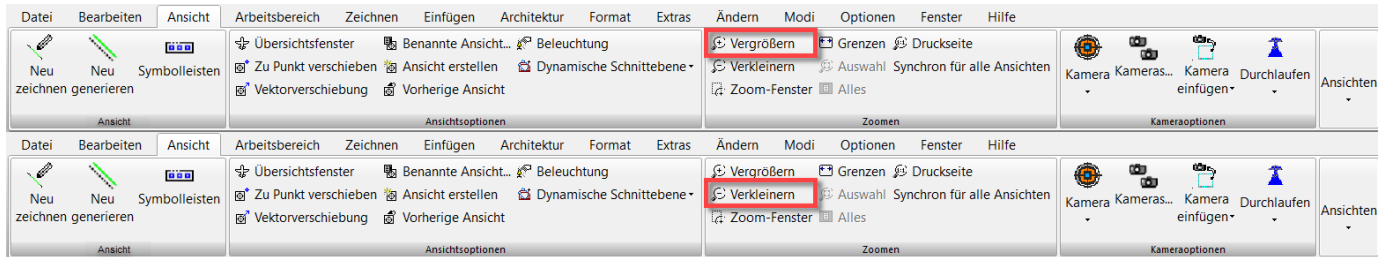 Datei Bearbeiten Ansicht Arbeitsbereich Zeichnen Einfügen Architektur Format Extras Ändern Modi Optionen Fenster Hilfe
Übersichtsfenster Benannte Ansicht... Beleuchtung Vergrößern Grenzen Druckseite
Neu Neu Symbolleisten Zu Punkt verschieben Ansicht erstellen Dynamische Schnittebene Verkleinern Auswahl Synchron für alle Ansichten Kamera Kameras... Kamera Durchlaufen Ansichten
zeichnen generieren Vektorverschiebung Vorherige Ansicht Zoom-Fenster Alles einfügen
Ansicht Ansichtsoptionen Zoomen Kameraoptionen
Datei Bearbeiten Ansicht Arbeitsbereich Zeichnen Einfügen Architektur Format Extras Ändern Modi Optionen Fenster Hilfe
Übersichtsfenster Benannte Ansicht... Beleuchtung Vergrößern Grenzen Druckseite
Neu Neu Symbolleisten Zu Punkt verschieben Ansicht erstellen Dynamische Schnittebene Verkleinern Auswahl Synchron für alle Ansichten Kamera Kameras... Kamera Durchlaufen Ansichten
zeichnen generieren Vektorverschiebung Vorherige Ansicht Zoom-Fenster Alles einfügen
Ansicht Ansichtsoptionen Zoomen Kameraoptionen